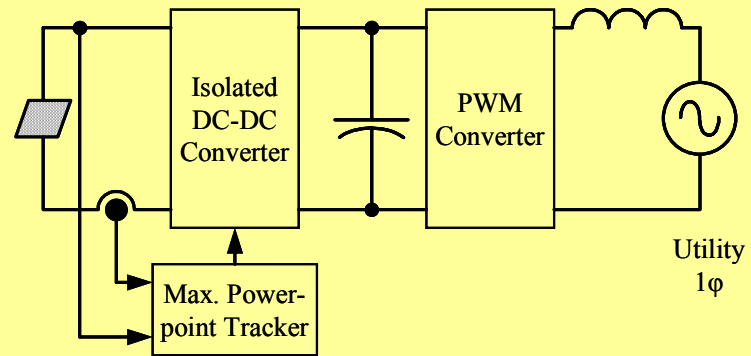 Isolated
DC-DC
Converter
PWM
Converter
Max. Power-
point Tracker
Utility
1φ